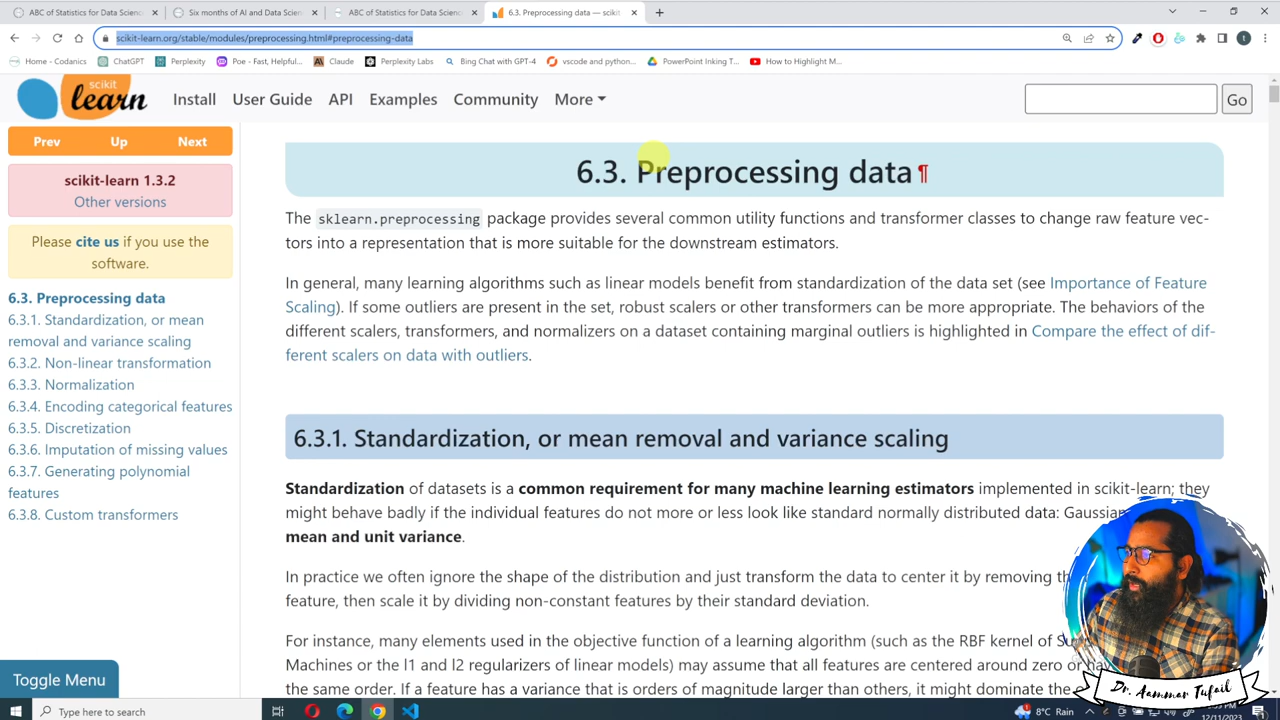 ABC of Statistics for Data Scien
Six months of AI and Data Scien
ABC of Statistics for Data Science
6.3. Preprocessing data — scikit
scikit-learn.org/stable/modules/preprocessing.html#preprocessing-data
Home - Codanics
ChatGPT
Perplexity
Poe - Fast, Helpful...
Claude
Perplexity Labs
Bing Chat with GPT-4
vscode and python...
PowerPoint Inking T...
How to Highlight M...
scikit
learn
Install
User Guide
API
Examples
Community
More
Go
Prev
Up
Next
scikit-learn 1.3.2
Other versions
Please cite us if you use the
software.
6.3. Preprocessing data
6.3.1. Standardization, or mean
removal and variance scaling
6.3.2. Non-linear transformation
6.3.3. Normalization
6.3.4. Encoding categorical features
6.3.5. Discretization
6.3.6. Imputation of missing values
6.3.7. Generating polynomial
features
6.3.8. Custom transformers
Toggle Menu
6.3. Preprocessing data¶
The sklearn.preprocessing package provides several common utility functions and transformer classes to change raw feature vec-
tors into a representation that is more suitable for the downstream estimators.
In general, many learning algorithms such as linear models benefit from standardization of the data set (see Importance of Feature
Scaling). If some outliers are present in the set, robust scalers or other transformers can be more appropriate. The behaviors of the
different scalers, transformers, and normalizers on a dataset containing marginal outliers is highlighted in Compare the effect of dif-
ferent scalers on data with outliers.
6.3.1. Standardization, or mean removal and variance scaling
Standardization of datasets is a common requirement for many machine learning estimators implemented in scikit-learn; they
might behave badly if the individual features do not more or less look like standard normally distributed data: Gaussian
mean and unit variance.
In practice we often ignore the shape of the distribution and just transform the data to center it by removing
feature, then scale it by dividing non-constant features by their standard deviation.
For instance, many elements used in the objective function of a learning algorithm (such as the RBF kernel of
Machines or the l1 and l2 regularizers of linear models) may assume that all features are centered around zero or
the same order. If a feature has a variance that is orders of magnitude larger than others, it might dominate the
Dr. Aammar Tufail
Type here to search
8°C Rain
12/11/2023